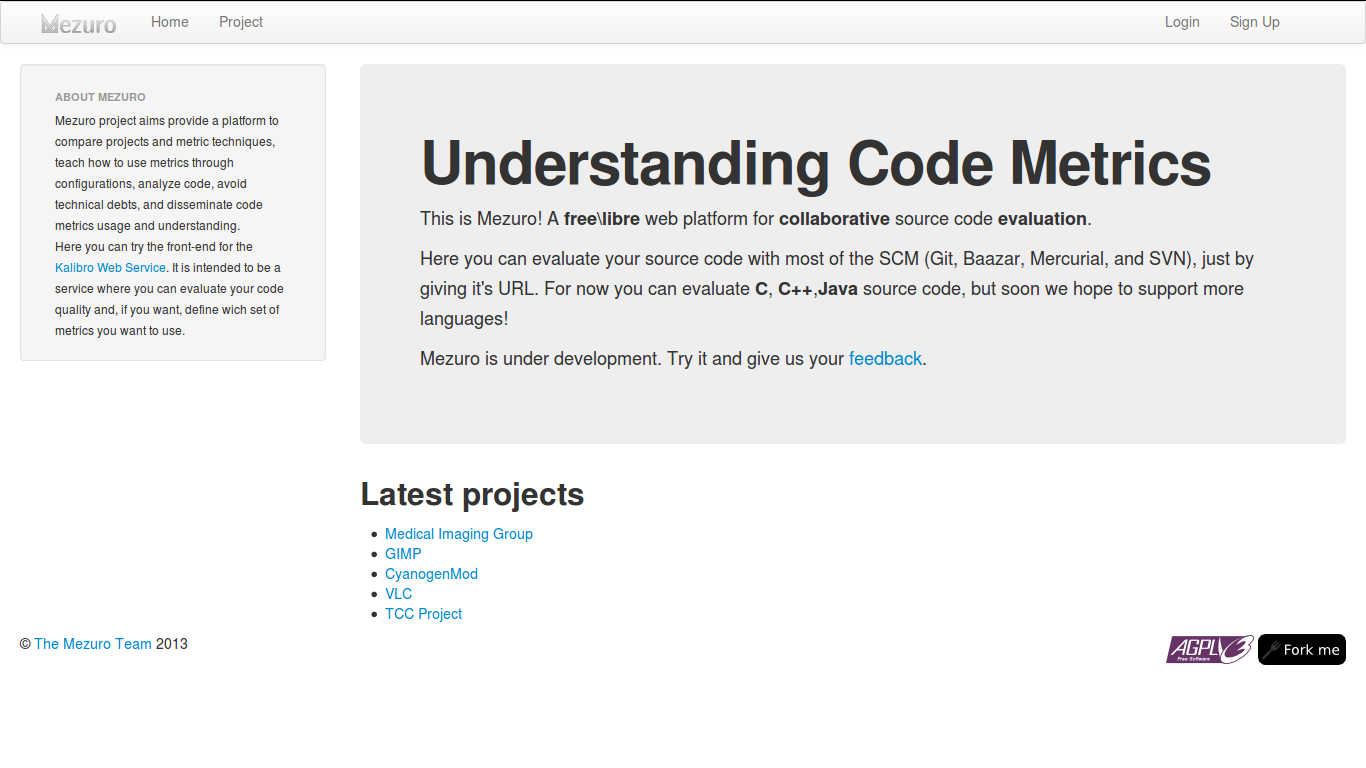 Mezuro Home Project Login Sign Up
ABOUT MEZURO
Mezuro project aims provide a platform to
compare projects and metric techniques,
teach how to use metrics through
configurations, analyze code, avoid
technical debts, and disseminate code
metrics usage and understanding.
Here you can try the front-end for the
Kalibro Web Service. It is intended to be a
service where you can evaluate your code
quality and, if you want, define wich set of
metrics you want to use.
Understanding Code Metrics
This is Mezuro! A free\libre web platform for collaborative source code evaluation.
Here you can evaluate your source code with most of the SCM (Git, Baazar, Mercurial, and SVN), just by
giving it's URL. For now you can evaluate C, C++,Java source code, but soon we hope to support more
languages!
Mezuro is under development. Try it and give us your feedback.
Latest projects
Medical Imaging Group
GIMP
CyanogenMod
VLC
TCC Project
© The Mezuro Team 2013
AGPL v3
Free Software
Fork me